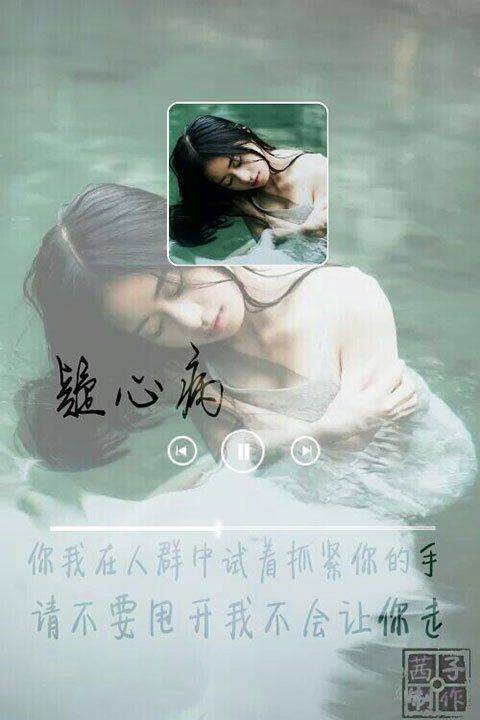 疑心病
你我在人群中试着抓紧你的手
请不要甩开我不会让你走
茜子
制作